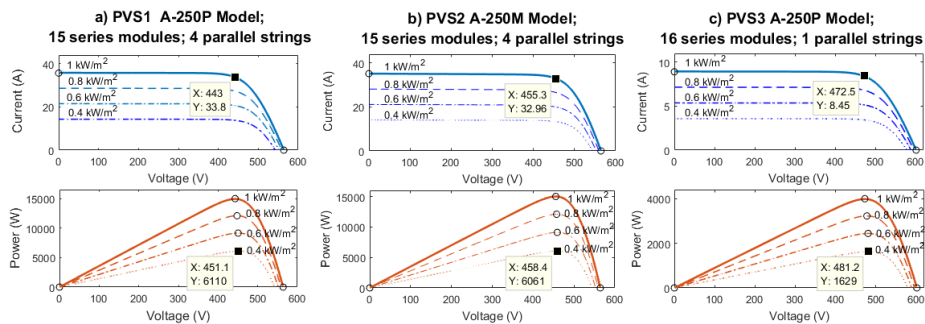 a) PVS1 A-250P Model;
15 series modules; 4 parallel strings
b) PVS2 A-250M Model;
15 series modules; 4 parallel strings
c) PVS3 A-250P Model;
16 series modules; 1 parallel strings
Current (A)
40
20
0
1 kW/m²
0.8 kW/m²
0.6 kW/m²
0.4 kW/m²
X: 443
Y: 33.8
0 100 200 300 400 500 600
Voltage (V)
Current (A)
40
20
0
1 kW/m²
0.8 kW/m²
0.6 kW/m²
0.4 kW/m²
X: 455.3
Y: 32.96
0 100 200 300 400 500 600
Voltage (V)
Current (A)
10
5
0
1 kW/m²
0.8 kW/m²
0.6 kW/m²
0.4 kW/m²
X: 472.5
Y: 8.45
0 100 200 300 400 500 600
Voltage (V)
Power (W)
15000
10000
5000
0
1 kW/m²
0.8 kW/m²
0.6 kW/m²
0.4 kW/m²
X: 451.1
Y: 6110
0 100 200 300 400 500 600
Voltage (V)
Power (W)
15000
10000
5000
0
1 kW/m²
0.8 kW/m²
0.6 kW/m²
0.4 kW/m²
X: 458.4
Y: 6061
0 100 200 300 400 500 600
Voltage (V)
Power (W)
4000
2000
0
1 kW/m²
0.8 kW/m²
0.6 kW/m²
0.4 kW/m²
X: 481.2
Y: 1629
0 100 200 300 400 500 600
Voltage (V)